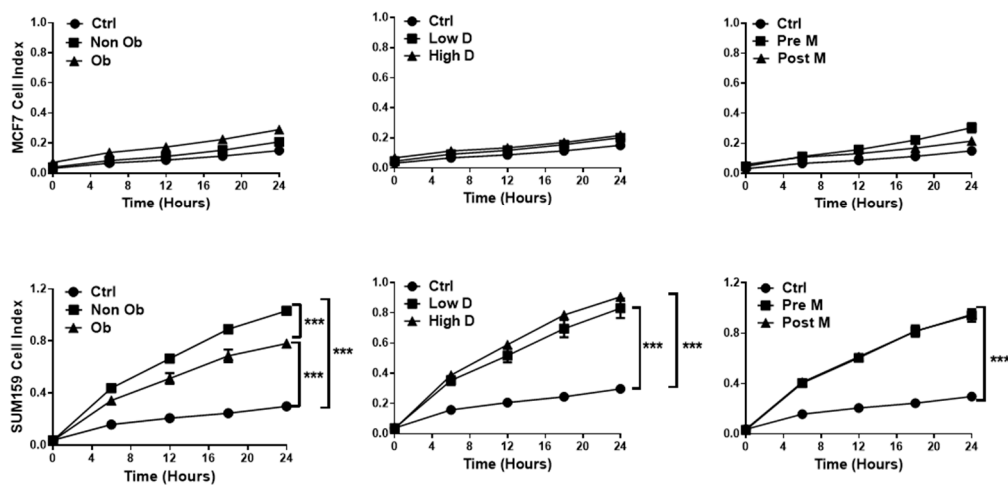 MCF7 Cell Index
1.0
0.8
0.6
0.4
0.2
0.0
Ctrl
Non Ob
Ob
0 4 8 12 16 20 24
Time (Hours)
1.0
0.8
0.6
0.4
0.2
0.0
Ctrl
Low D
High D
0 4 8 12 16 20 24
Time (Hours)
1.0
0.8
0.6
0.4
0.2
0.0
Ctrl
Pre M
Post M
0 4 8 12 16 20 24
Time (Hours)
SUM159 Cell Index
1.2
0.8
0.4
0.0
Ctrl
Non Ob
Ob
***
***
***
0 4 8 12 16 20 24
Time (Hours)
1.0
0.8
0.6
0.4
0.2
0.0
Ctrl
Low D
High D
***
***
0 4 8 12 16 20 24
Time (Hours)
1.2
0.8
0.4
0.0
Ctrl
Pre M
Post M
***
0 4 8 12 16 20 24
Time (Hours)